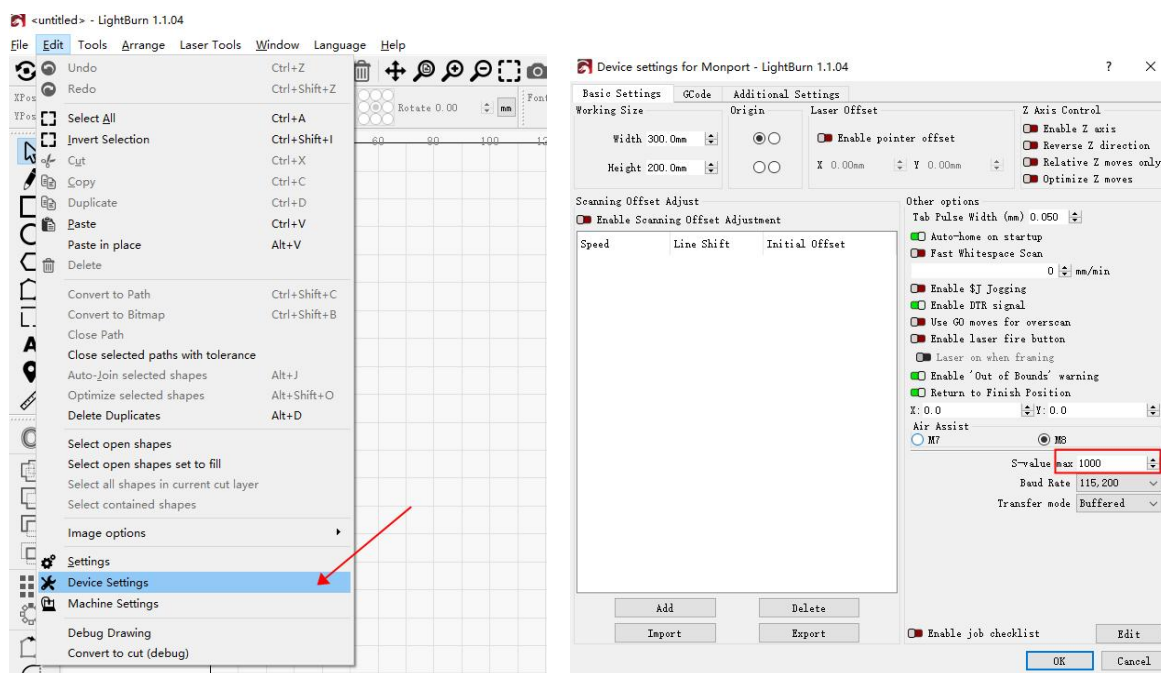 <untitled> - LightBurn 1.1.04
File Edit Tools Arrange Laser Tools Window Language Help
Undo Ctrl+Z
Redo Ctrl+Shift+Z
Select All Ctrl+A
Invert Selection Ctrl+Shift+I
Cut Ctrl+X
Copy Ctrl+C
Duplicate Ctrl+D
Paste Ctrl+V
Paste in place Alt+V
Delete
Convert to Path Ctrl+Shift+C
Convert to Bitmap Ctrl+Shift+B
Close Path
Close selected paths with tolerance
Auto-Join selected shapes Alt+J
Optimize selected shapes Alt+Shift+O
Delete Duplicates Alt+D
Select open shapes
Select open shapes set to fill
Select all shapes in current cut layer
Select contained shapes
Image options
Settings
Device Settings
Machine Settings
Debug Drawing
Convert to cut (debug)
XPos
YPos
Rotate 0.00 mm
Font
60 80 100
Device settings for Monport - LightBurn 1.1.04 ? ×
Basic Settings GCode Additional Settings
Working Size
Width 300.0mm
Height 200.0mm
Origin
Laser Offset
Enable pointer offset
X 0.00mm Y 0.00mm
Z Axis Control
Enable Z axis
Reverse Z direction
Relative Z moves only
Optimize Z moves
Scanning Offset Adjust
Enable Scanning Offset Adjustment
Speed Line Shift Initial Offset
Add Delete
Import Export
Other options
Tab Pulse Width (mm) 0.050
Auto-home on startup
Fast Whitespace Scan
0 mm/min
Enable $J Jogging
Enable DTR signal
Use G0 moves for overscan
Enable laser fire button
Laser on when framing
Enable 'Out of Bounds' warning
Return to Finish Position
X: 0.0 Y: 0.0
Air Assist
M7 M8
S-value max 1000
Baud Rate 115,200
Transfer mode Buffered
Enable job checklist Edit
OK Cancel